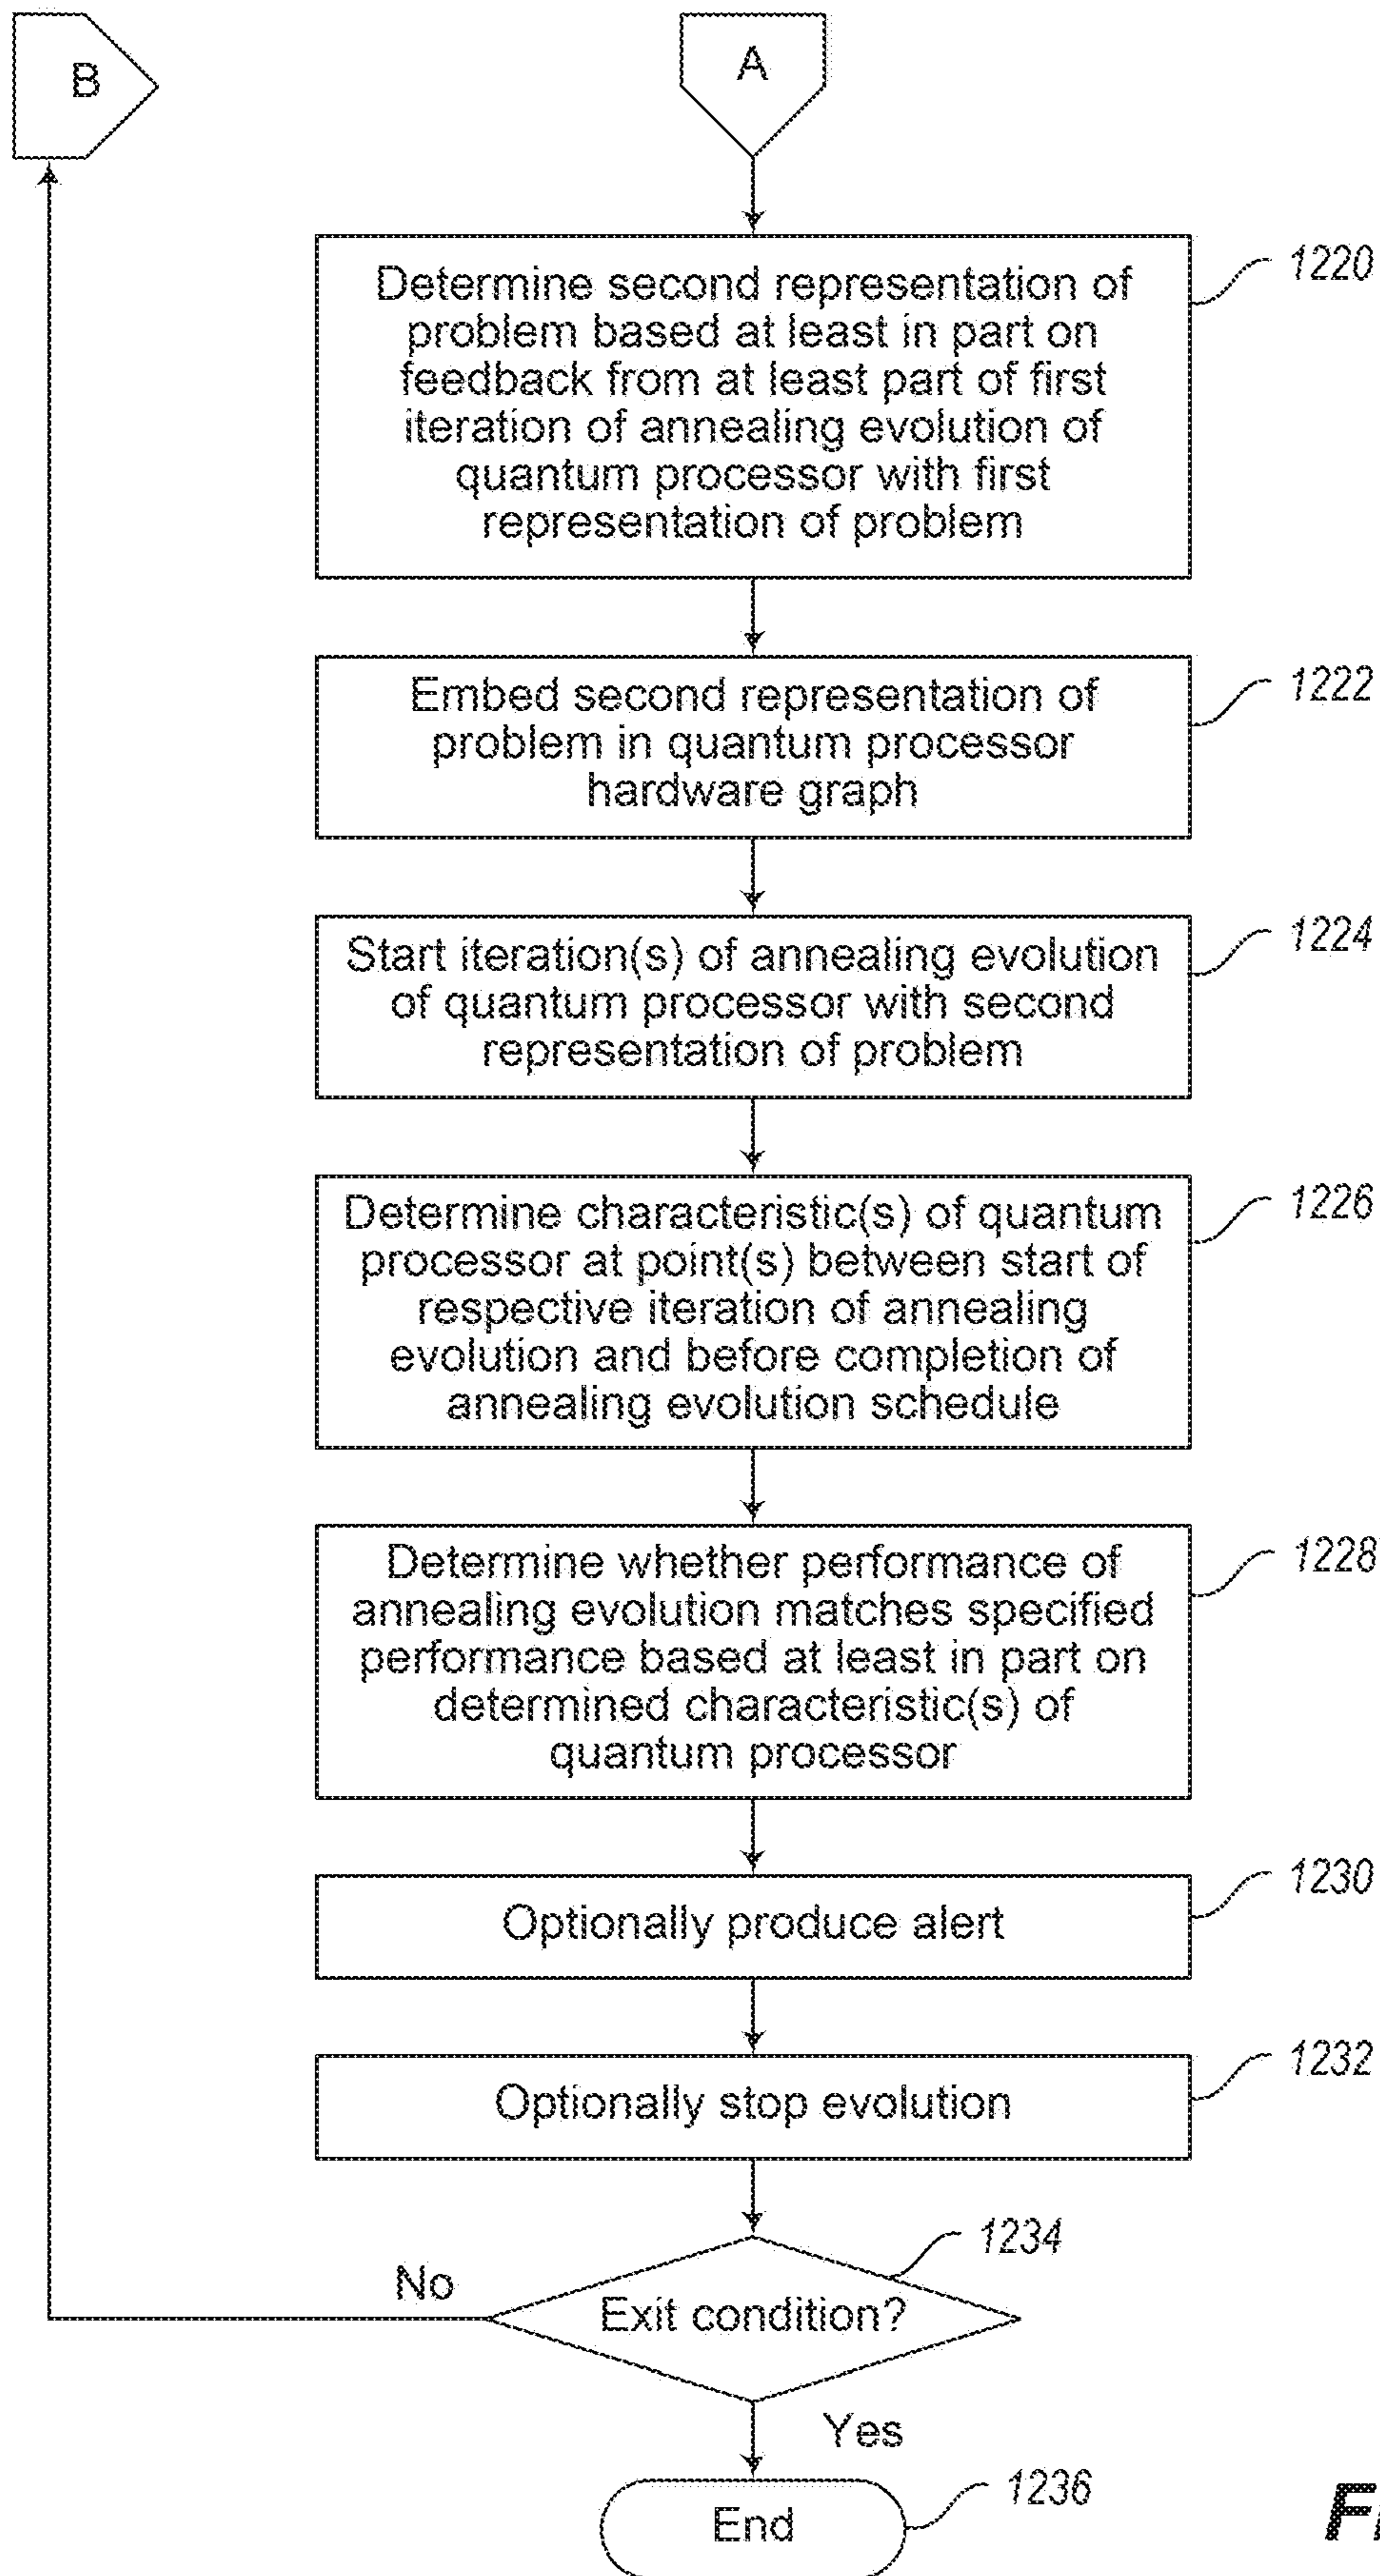 B
A
Determine second representation of
problem based at least in part on
feedback from at least part of first
iteration of annealing evolution of
quantum processor with first
representation of problem
1220
Embed second representation of
problem in quantum processor
hardware graph
1222
Start iteration(s) of annealing evolution
of quantum processor with second
representation of problem
1224
Determine characteristic(s) of quantum
processor at point(s) between start of
respective iteration of annealing
evolution and before completion of
annealing evolution schedule
1226
Determine whether performance of
annealing evolution matches specified
performance based at least in part on
determined characteristic(s) of
quantum processor
1228
Optionally produce alert
1230
Optionally stop evolution
1232
1234
No
Exit condition?
Yes
End
1236